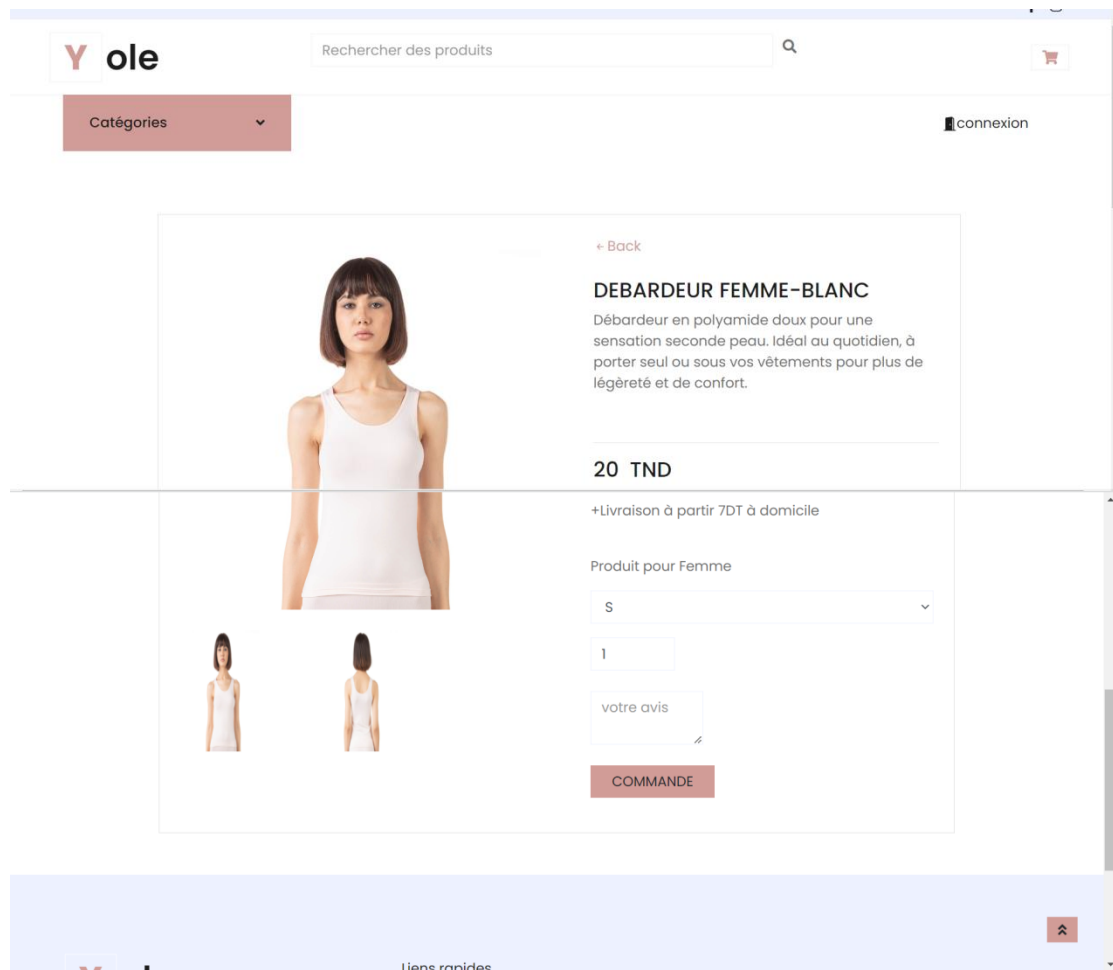 Y ole
Rechercher des produits
Catégories
connexion
← Back
DEBARDEUR FEMME-BLANC
Débardeur en polyamide doux pour une
sensation seconde peau. Idéal au quotidien, à
porter seul ou sous vos vêtements pour plus de
légèreté et de confort.
20 TND
+Livraison à partir 7DT à domicile
Produit pour Femme
S
1
votre avis
COMMANDE
Liens rapides